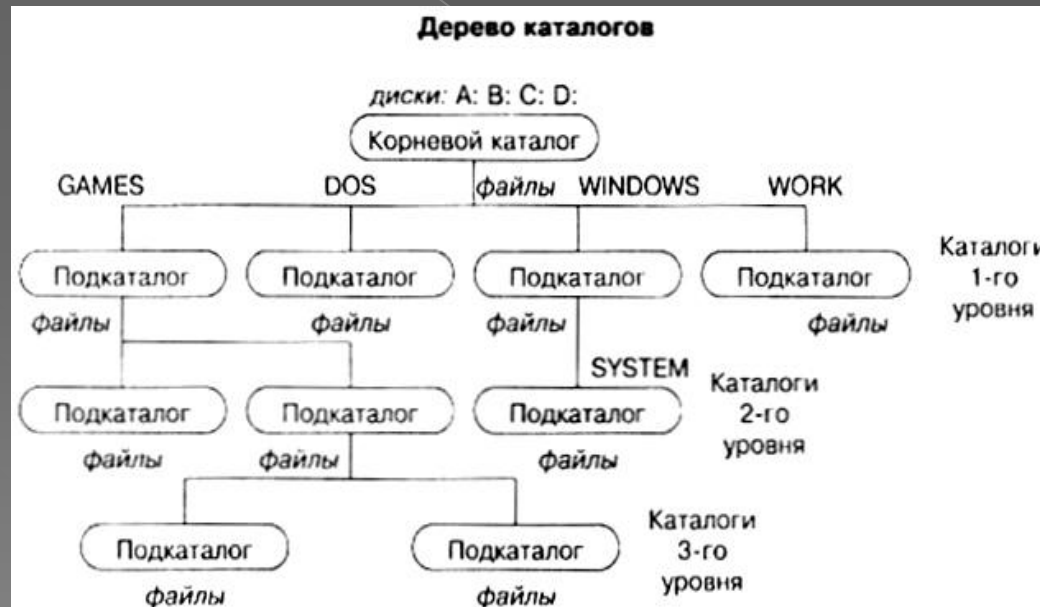 Дерево каталогов
диски: A: B: C: D:
Корневой каталог
GAMES DOS файлы WINDOWS WORK
Подкаталог Подкаталог Подкаталог Подкаталог
Каталоги
1-го
уровня
файлы файлы файлы файлы
SYSTEM
Подкаталог Подкаталог Подкаталог
Каталоги
2-го
уровня
файлы файлы файлы
Подкаталог Подкаталог
Каталоги
3-го
уровня
файлы файлы